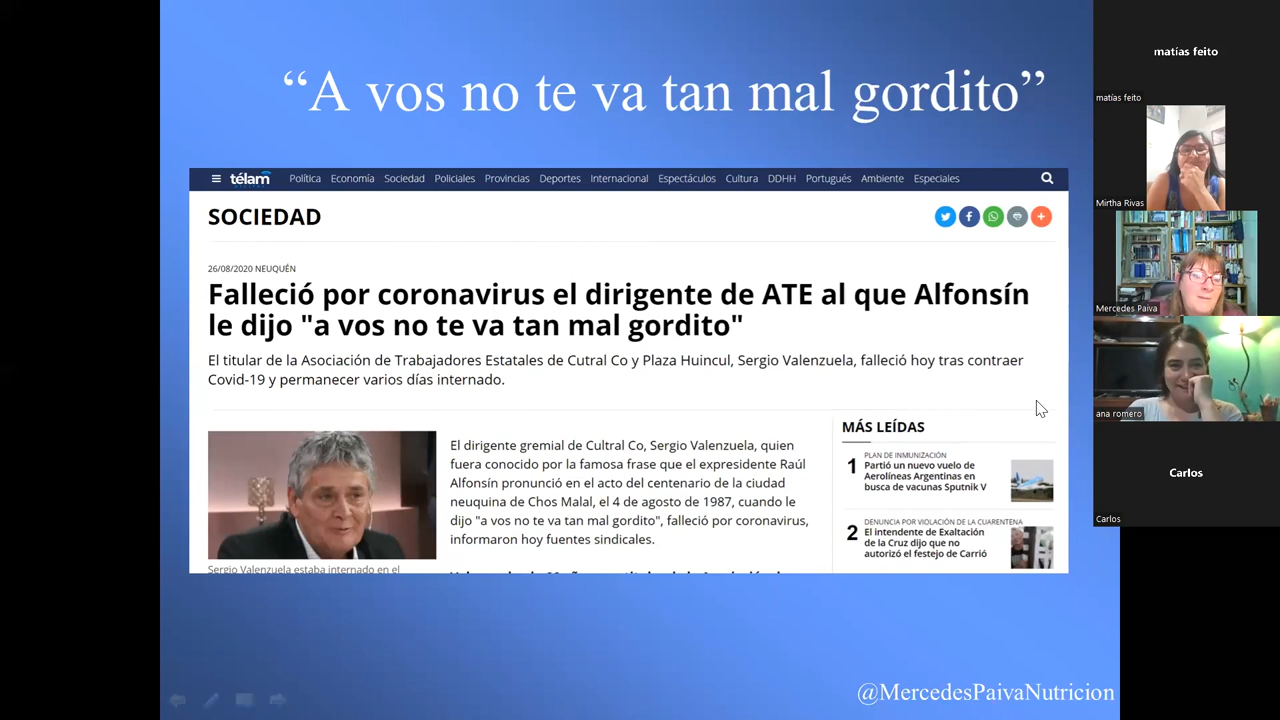 “A vos no te va tan mal gordito”
télam
Política Economía Sociedad Policiales Provincias Deportes Internacional Espectáculos Cultura DDHH Portugués Ambiente Especiales
SOCIEDAD
26/08/2020 NEUQUÉN
Falleció por coronavirus el dirigente de ATE al que Alfonsín
le dijo "a vos no te va tan mal gordito"
El titular de la Asociación de Trabajadores Estatales de Cutral Co y Plaza Huincul, Sergio Valenzuela, falleció hoy tras contraer
Covid-19 y permanecer varios días internado.
El dirigente gremial de Cultral Co, Sergio Valenzuela, quien
fuera conocido por la famosa frase que el expresidente Raúl
Alfonsín pronunció en el acto del centenario de la ciudad
neuquina de Chos Malal, el 4 de agosto de 1987, cuando le
dijo "a vos no te va tan mal gordito", falleció por coronavirus,
informaron hoy fuentes sindicales.
Sergio Valenzuela estaba internado en el
MÁS LEÍDAS
1
PLAN DE INMUNIZACIÓN
Partió un nuevo vuelo de
Aerolíneas Argentinas en
busca de vacunas Sputnik V
2
DENUNCIA POR VIOLACIÓN DE LA CUARENTENA
El intendente de Exaltación
de la Cruz dijo que no
autorizó el festejo de Carrió
@MercedesPaivaNutricion
matías feito
matías feito
Mirtha Rivas
Mercedes Paiva
ana romero
Carlos
Carlos